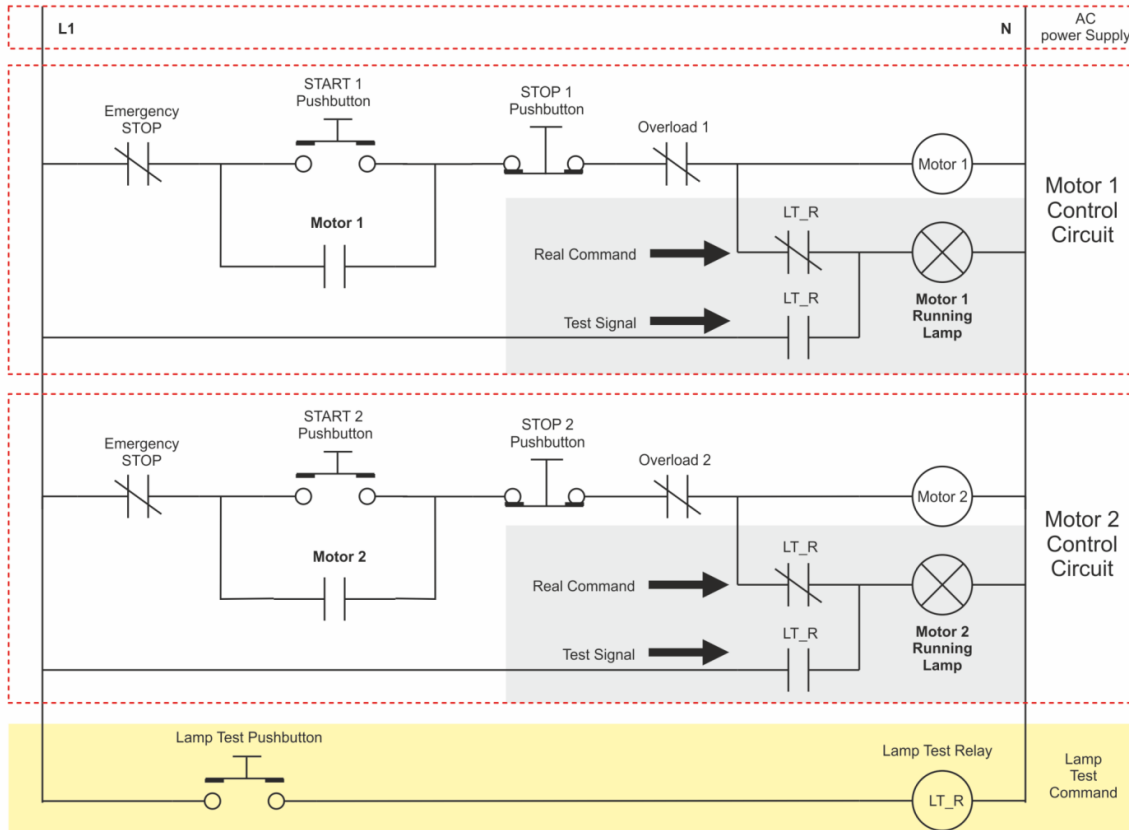 L1
N
AC
power Supply
START 1
Pushbutton
STOP 1
Pushbutton
Emergency
STOP
Overload 1
Motor 1
Motor 1
Control
Circuit
Motor 1
LT_R
Real Command
LT_R
Test Signal
Motor 1
Running
Lamp
START 2
Pushbutton
STOP 2
Pushbutton
Emergency
STOP
Overload 2
Motor 2
Motor 2
Control
Circuit
Motor 2
LT_R
Real Command
LT_R
Test Signal
Motor 2
Running
Lamp
Lamp Test Pushbutton
Lamp Test Relay
LT_R
Lamp
Test
Command